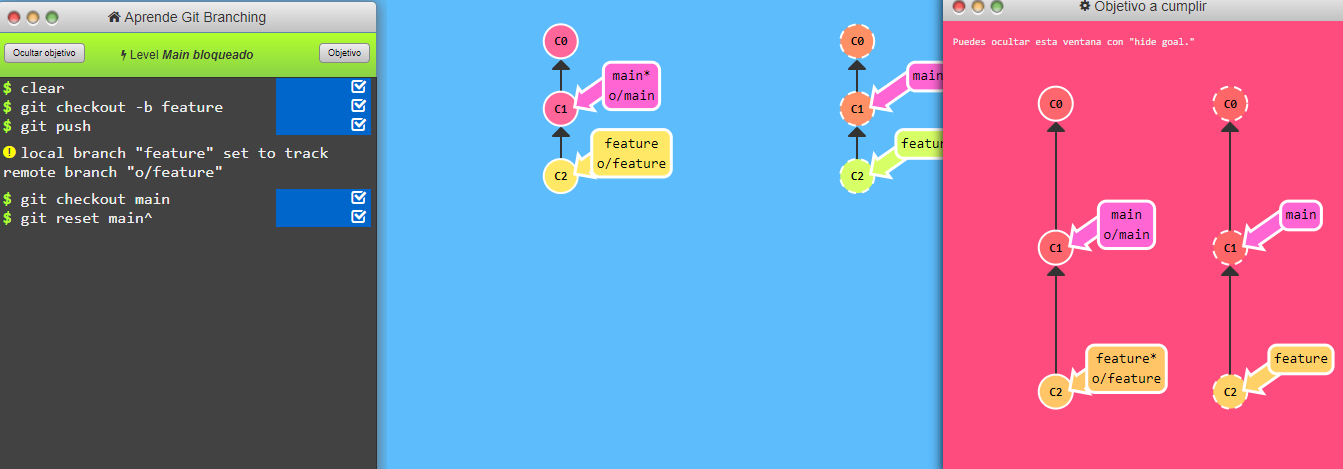 Aprende Git Branching
Ocultar objetivo
Level Main bloqueado
Objetivo
$ clear
$ git checkout -b feature
$ git push
local branch "feature" set to track
remote branch "o/feature"
$ git checkout main
$ git reset main^
C0
main*
o/main
C1
feature
o/feature
C2
C0
main
C1
featur
C2
Objetivo a cumplir
Puedes ocultar esta ventana con "hide goal."
C0
main
o/main
C1
feature*
o/feature
C2
C0
main
C1
feature
C2